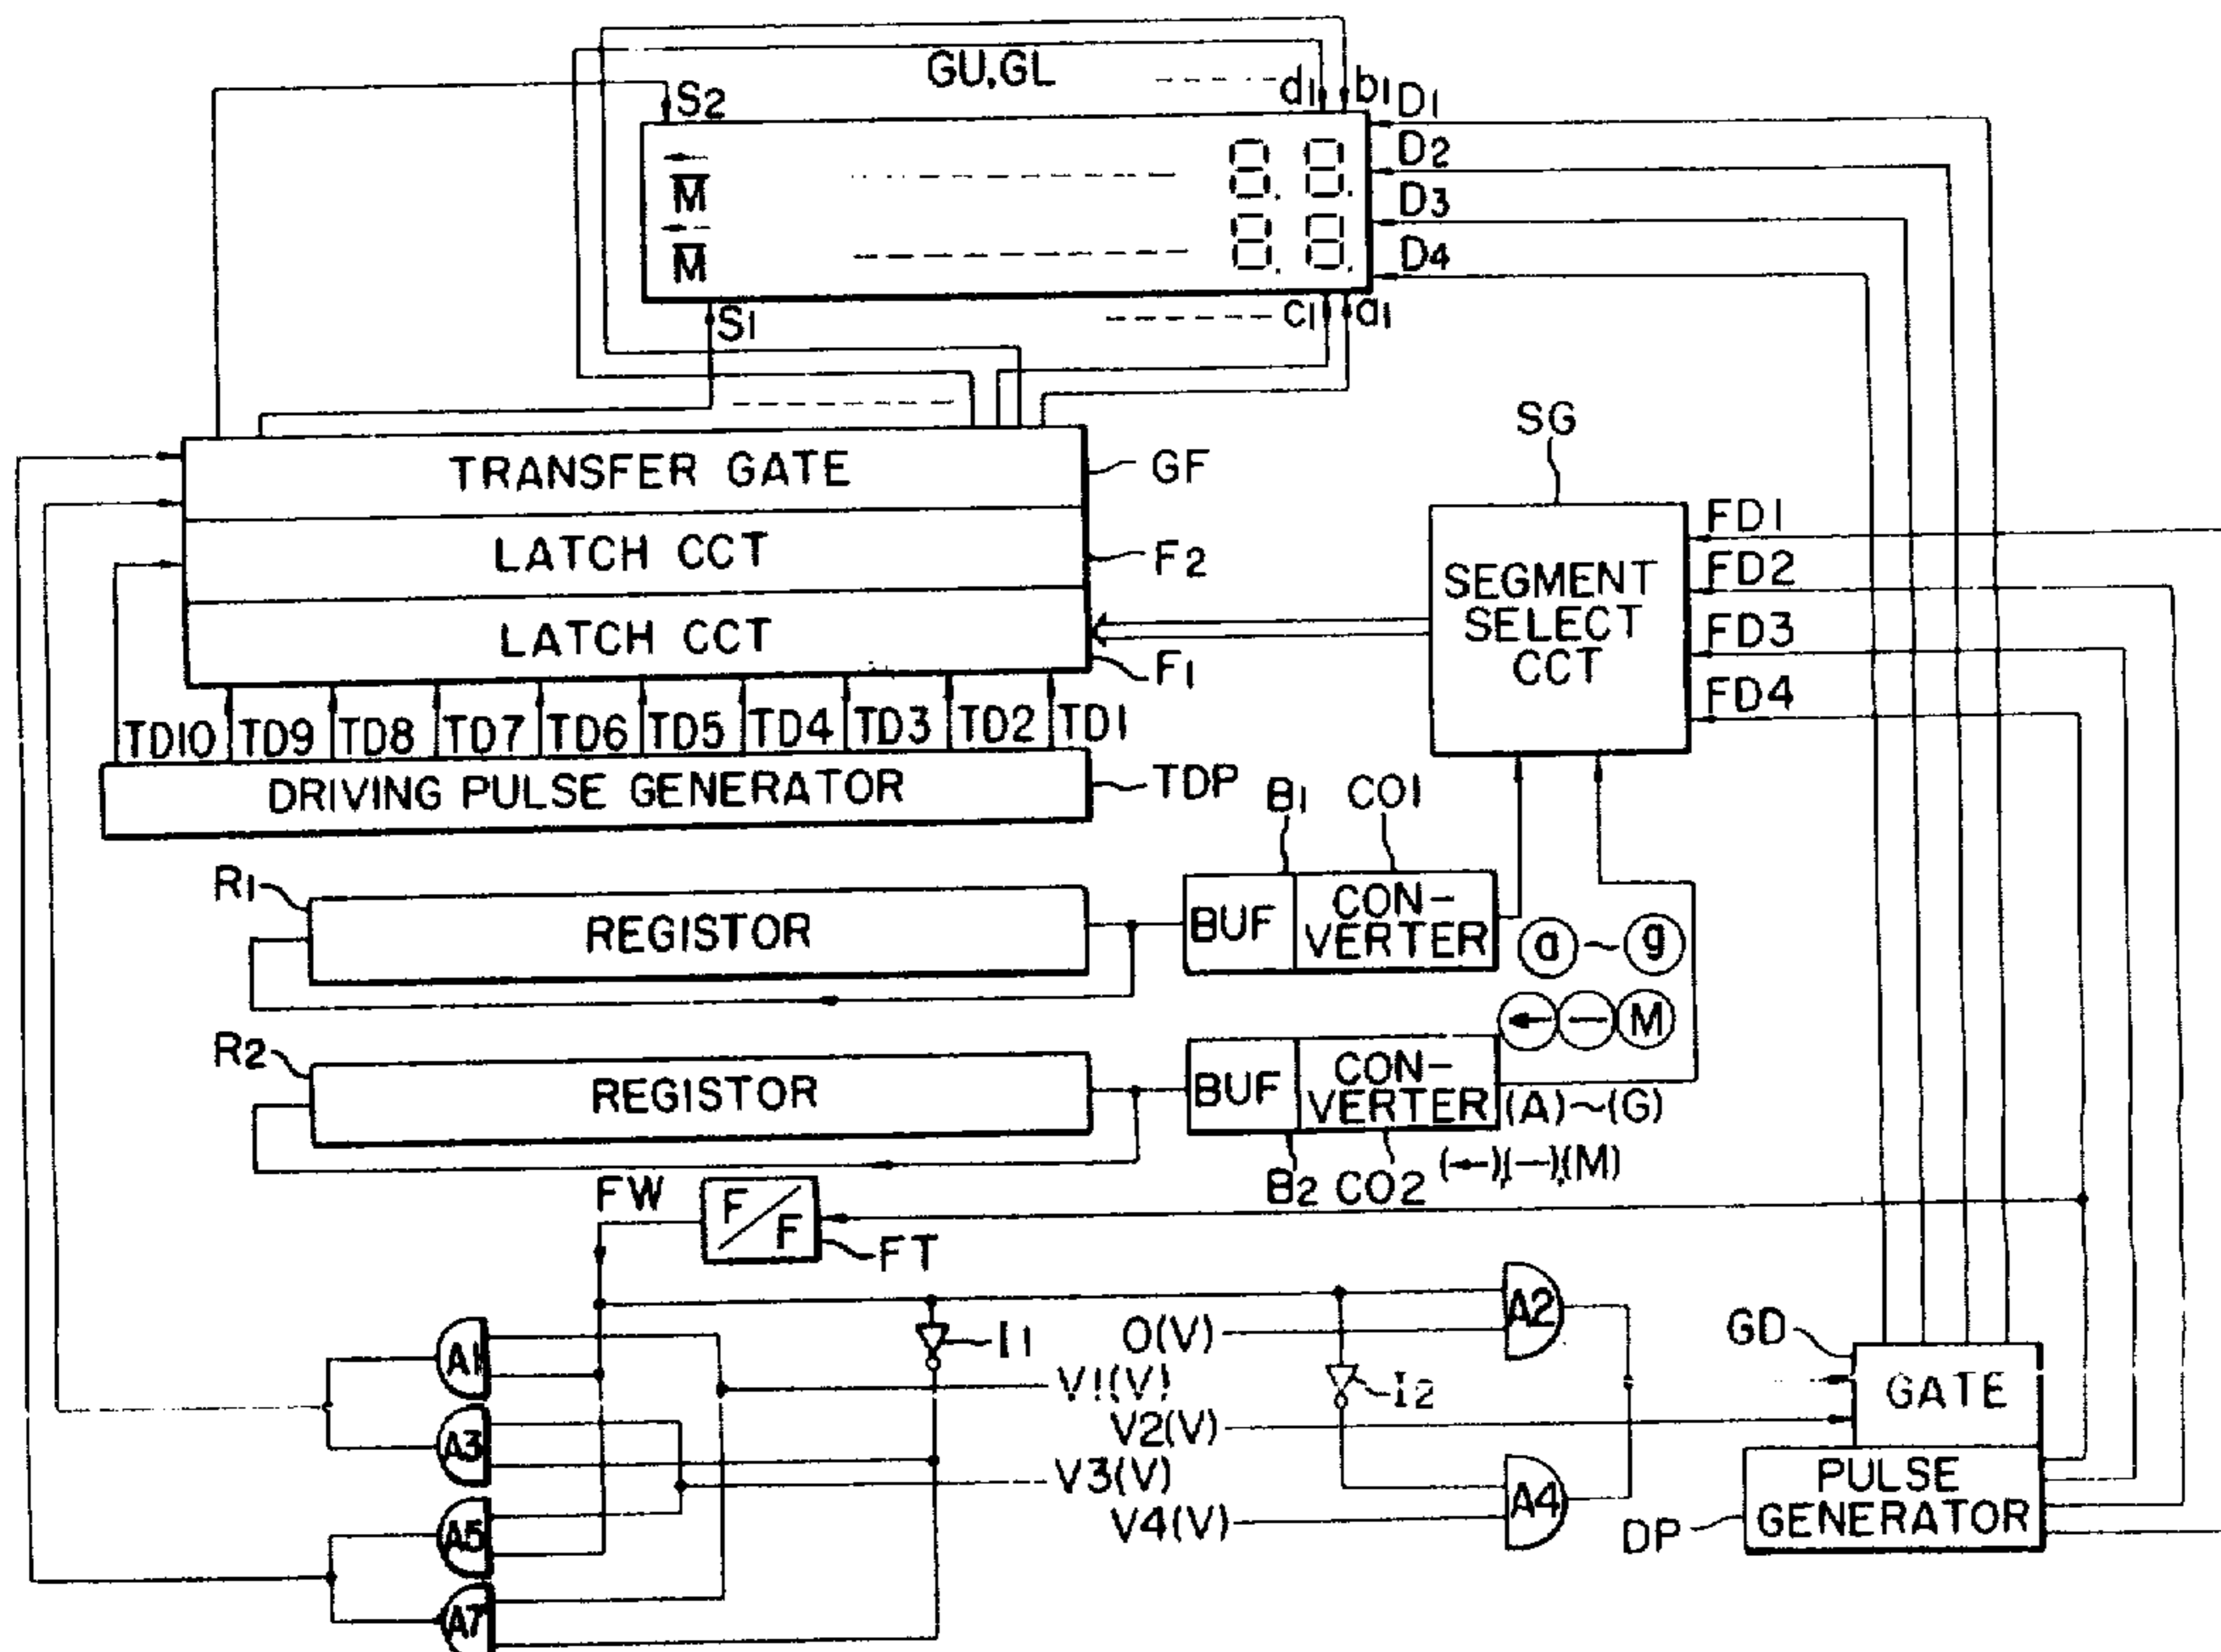 GU,GL
d1 b1 D1
S2
D2
D3
D4
M
M
S1
c1 a1
SG
TRANSFER GATE
GF
LATCH CCT
F2
LATCH CCT
F1
SEGMENT
SELECT
CCT
FD1
FD2
FD3
FD4
TD10 TD9 TD8 TD7 TD6 TD5 TD4 TD3 TD2 TD1
DRIVING PULSE GENERATOR
TDP
B1 CO1
R1
REGISTOR
BUF
CON-
VERTER
a ~ g
← — M
R2
REGISTOR
BUF
CON-
VERTER
(A)~(G)
B2 CO2 (←),(—),(M)
FW
F/F
FT
A1
I1
O(V)
A2
GD
V1(V)
I2
GATE
A3
V2(V)
V3(V)
A5
V4(V)
A4
PULSE
GENERATOR
DP
A7